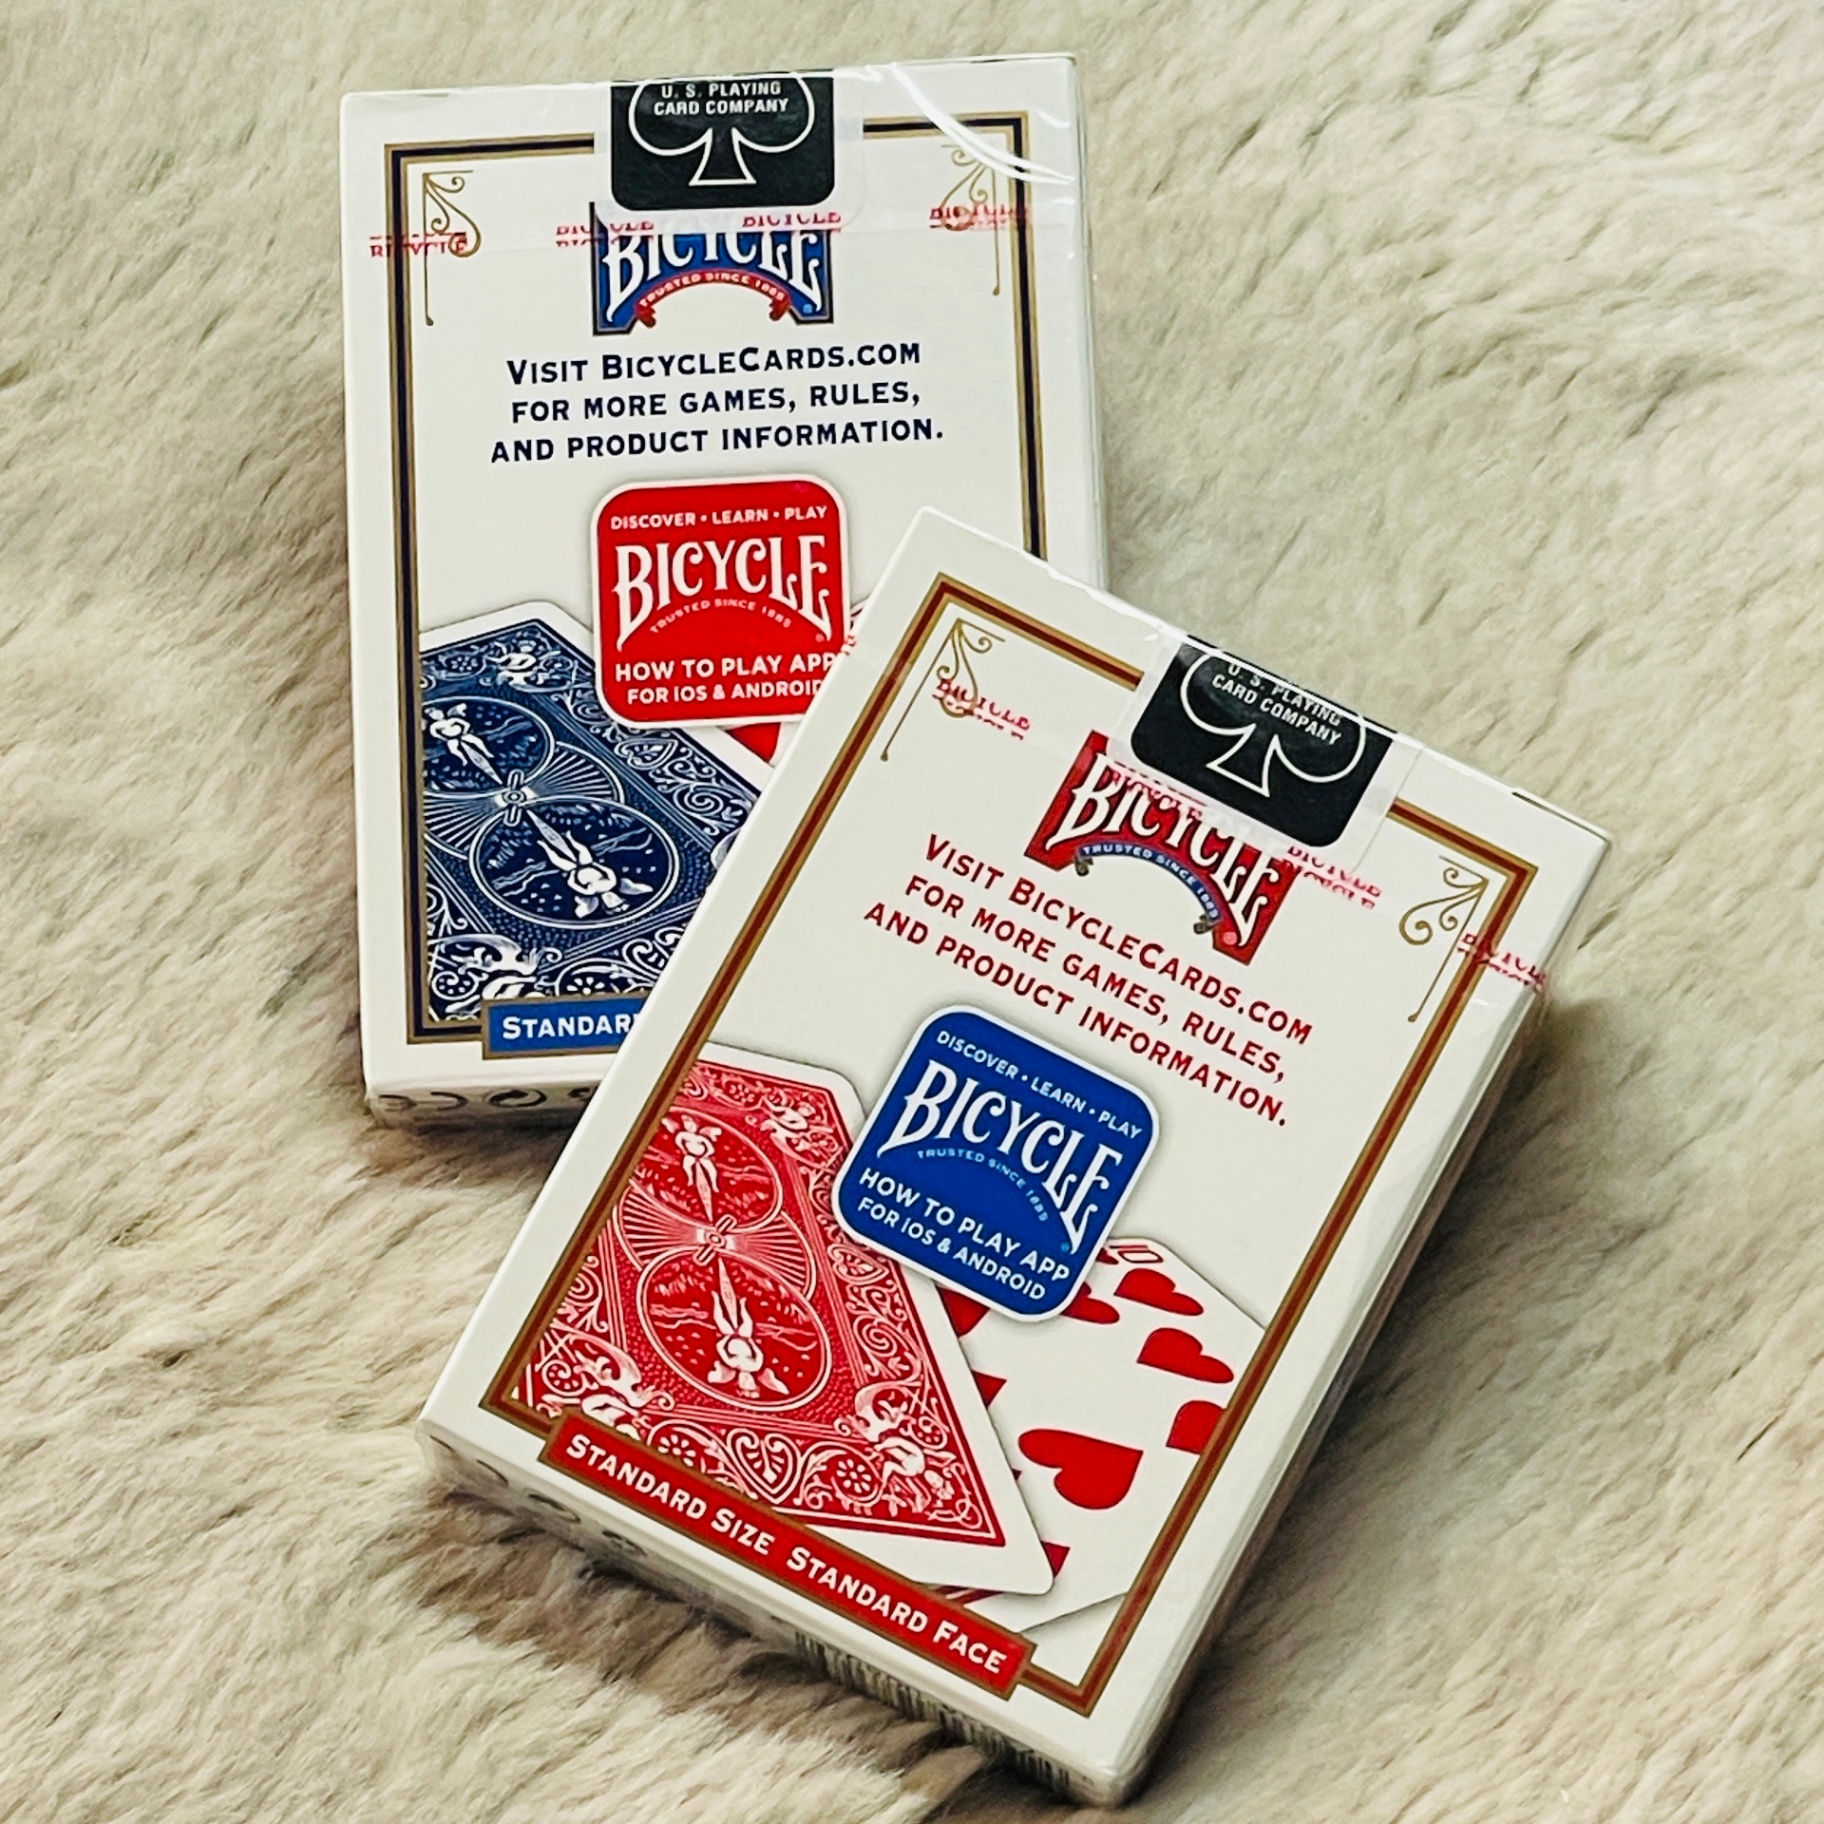 U. S. PLAYING
CARD COMPANY
BICYCLE BICYCLE
BICYCLE
TRUSTED SINCE 1885
VISIT BICYCLECARDS.COM
FOR MORE GAMES, RULES,
AND PRODUCT INFORMATION.
DISCOVER • LEARN • PLAY
BICYCLE
TRUSTED SINCE 1885
HOW TO PLAY APP
FOR IOS & ANDROID
STANDARD
U. S. PLAYING
CARD COMPANY
BICYCLE
BICYCLE
TRUSTED SINCE 1885
VISIT BICYCLECARDS.COM
FOR MORE GAMES, RULES,
AND PRODUCT INFORMATION.
DISCOVER • LEARN • PLAY
BICYCLE
TRUSTED SINCE 1885
HOW TO PLAY APP
FOR IOS & ANDROID
STANDARD SIZE STANDARD FACE